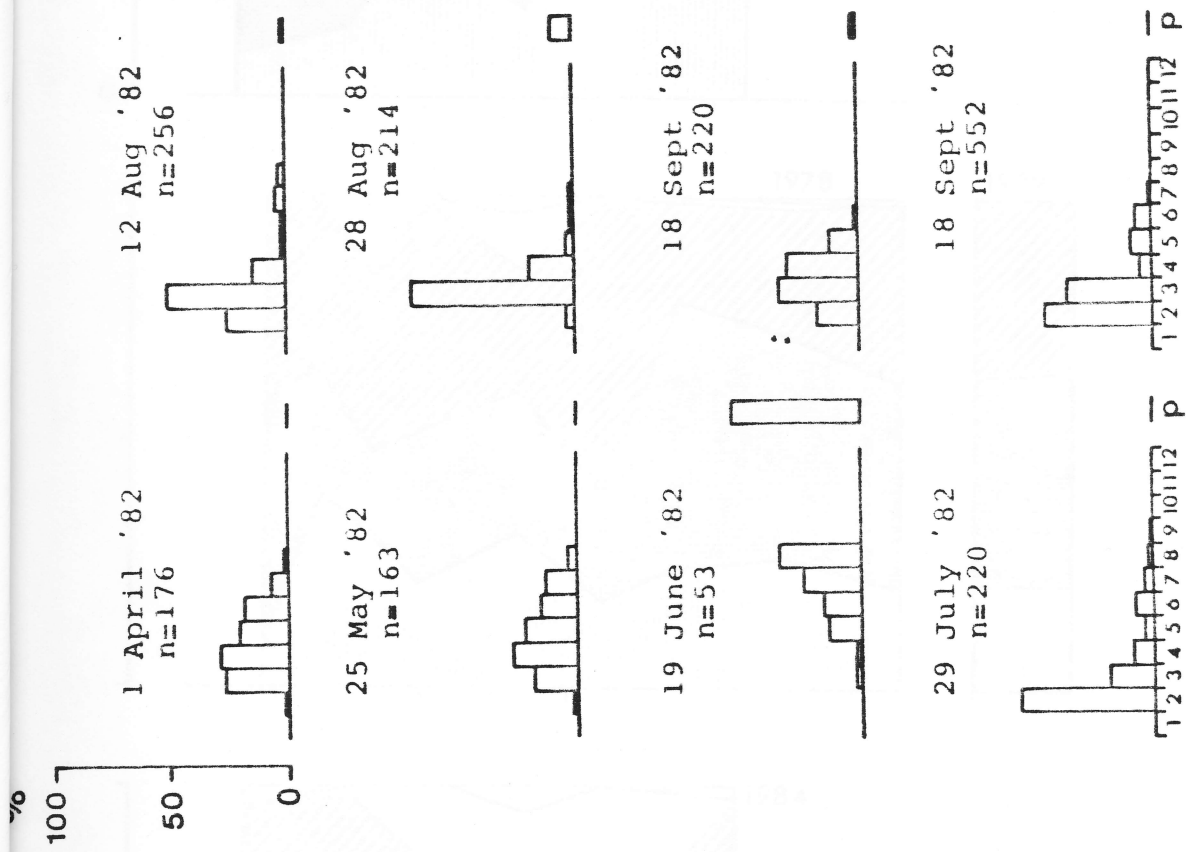 %
100
50
0
1 April '82
n=176
12 Aug '82
n=256
25 May '82
n=163
28 Aug '82
n=214
19 June '82
n=53
18 Sept '82
n=220
29 July '82
n=220
18 Sept '82
n=552
1 2 3 4 5 6 7 8 9 10 11 12 P
1 2 3 4 5 6 7 8 9 10 11 12 P